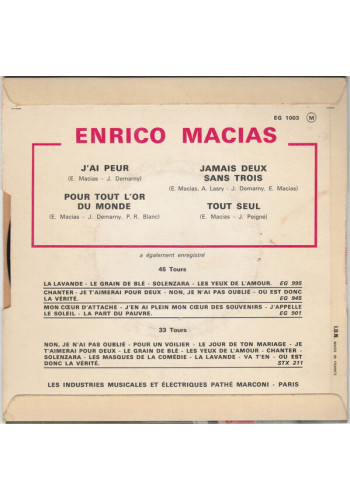 EG 1003 M
ENRICO MACIAS
J'AI PEUR
(E. Macias - J. Demarny)
POUR TOUT L'OR
DU MONDE
(E. Macias - J. Demarny, P. R. Blanc)
JAMAIS DEUX
SANS TROIS
(E. Macias, A. Lasry - J. Demarny, E. Macias)
TOUT SEUL
(E. Macias - J. Peigné)
a également enregistré
45 Tours
LA LAVANDE - LE GRAIN DE BLÉ - SOLENZARA - LES YEUX DE L'AMOUR. EG 995
CHANTER - JE T'AIMERAI POUR DEUX - NON, JE N'AI PAS OUBLIÉ - OU EST DONC
LA VÉRITÉ. EG 945
MON CŒUR D'ATTACHE - J'EN AI PLEIN MON CŒUR DES SOUVENIRS - J'APPELLE
LE SOLEIL - LA PART DU PAUVRE. EG 901
33 Tours
NON, JE N'AI PAS OUBLIÉ - POUR UN VOILIER - LE JOUR DE TON MARIAGE - JE
T'AIMERAI POUR DEUX - LE GRAIN DE BLÉ - LES YEUX DE L'AMOUR - CHANTER -
SOLENZARA - LES MASQUES DE LA COMÉDIE - LA LAVANDE - VA T'EN - OU EST
DONC LA VÉRITÉ. STX 211
LES INDUSTRIES MUSICALES ET ÉLECTRIQUES PATHÉ MARCONI - PARIS